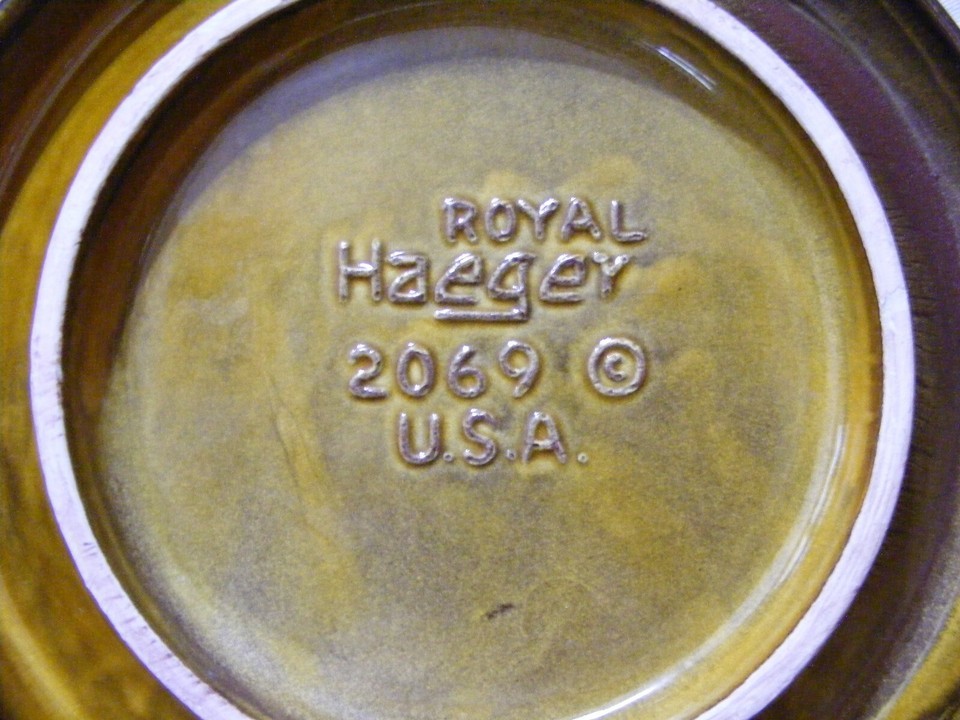 ROYAL
Haeger
2069 ©
U.S.A.